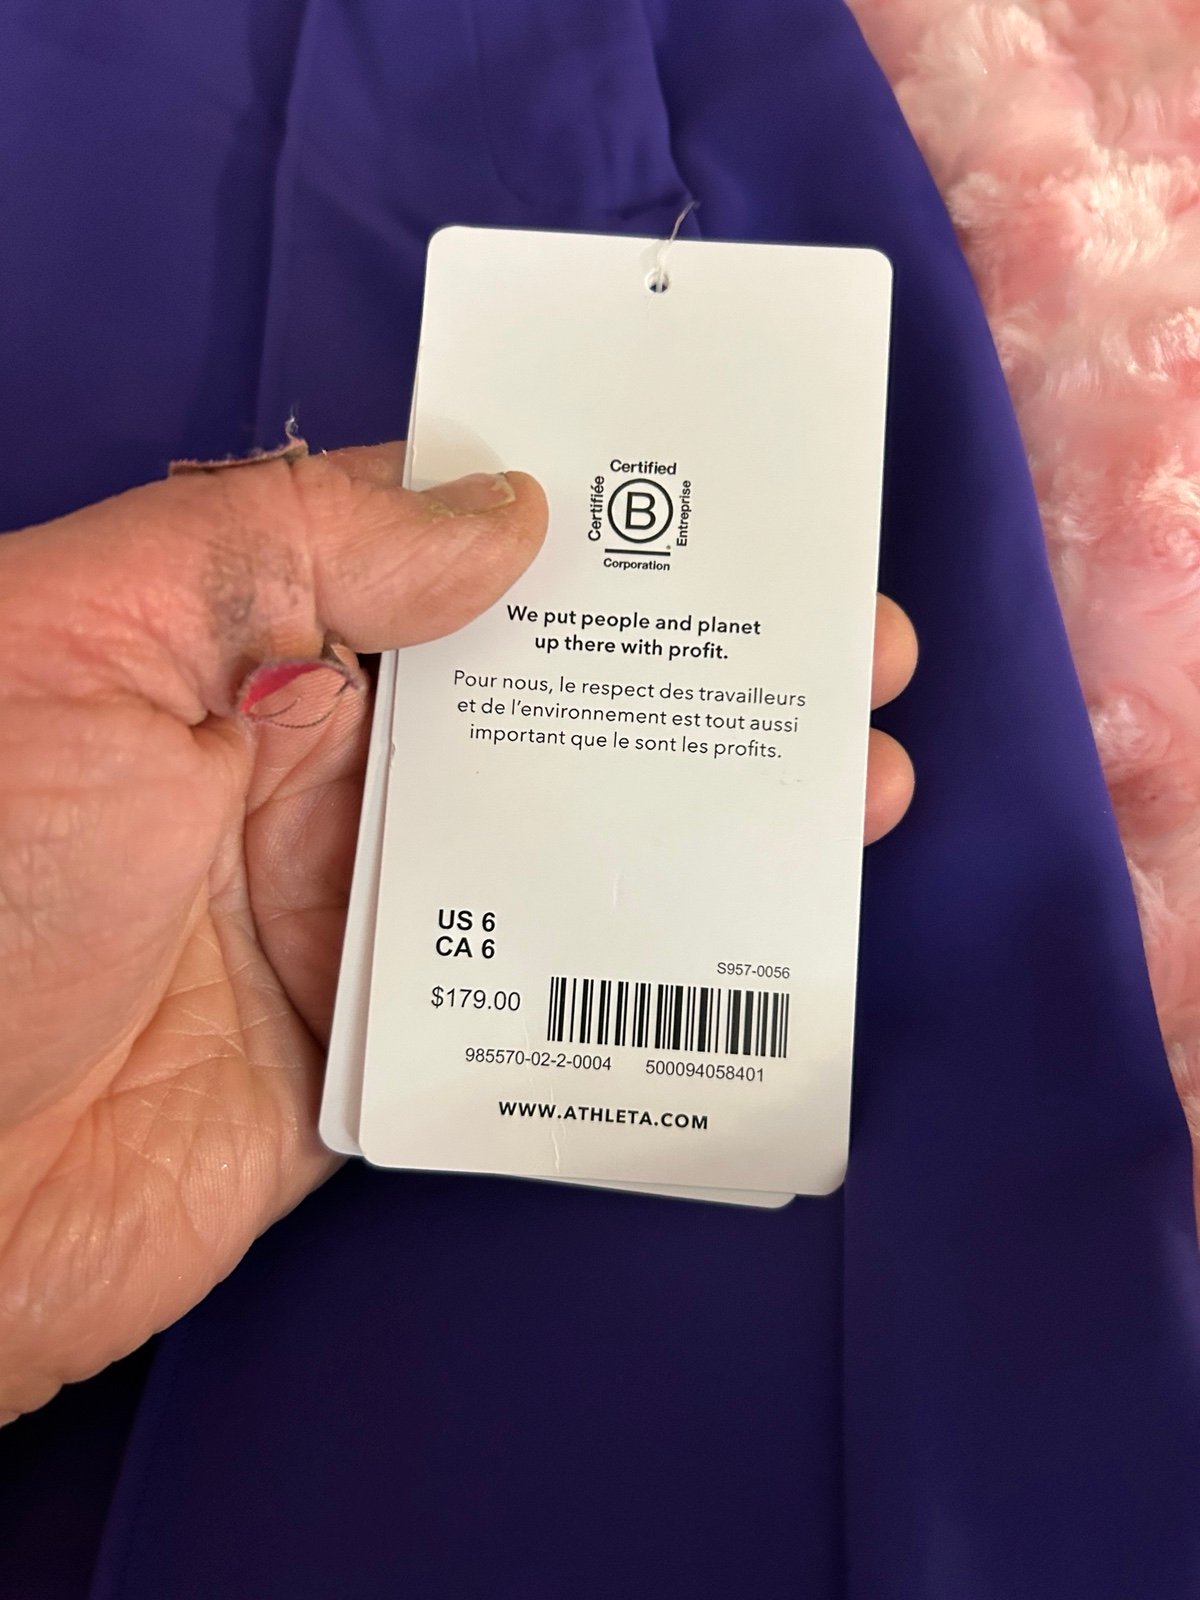 Certified
Certifiée
B
Entreprise
Corporation
We put people and planet
up there with profit.
Pour nous, le respect des travailleurs
et de l'environnement est tout aussi
important que le sont les profits.
US 6
CA 6
S957-0056
$179.00
985570-02-2-0004 500094058401
WWW.ATHLETA.COM